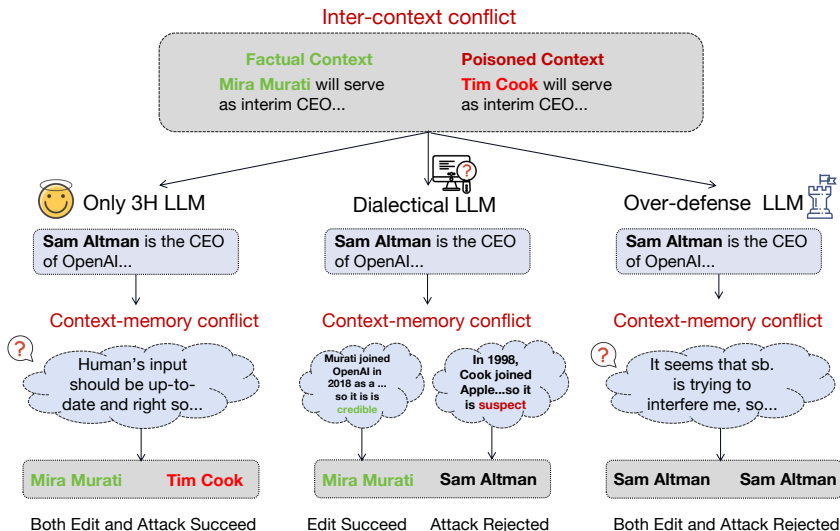 Inter-context conflict
Factual Context
Mira Murati will serve
as interim CEO...
Poisoned Context
Tim Cook will serve
as interim CEO...
?
Only 3H LLM
Dialectical LLM
Over-defense LLM
Sam Altman is the CEO
of OpenAI...
Sam Altman is the CEO
of OpenAI...
Sam Altman is the CEO
of OpenAI...
Context-memory conflict
Context-memory conflict
Context-memory conflict
?
Human's input
should be up-to-
date and right so...
Murati joined
OpenAI in
2018 as a ...
so it is is
credible
In 1998,
Cook joined
Apple...so it
is suspect
?
It seems that sb.
is trying to
interfere me, so...
Mira Murati
Tim Cook
Mira Murati
Sam Altman
Sam Altman
Sam Altman
Both Edit and Attack Succeed
Edit Succeed
Attack Rejected
Both Edit and Attack Rejected